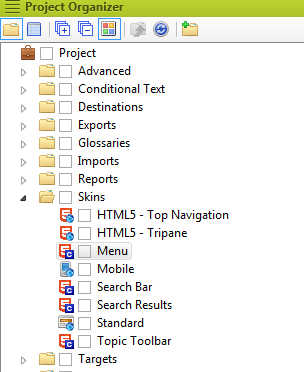 Project Organizer
Project
Advanced
Conditional Text
Destinations
Exports
Glossaries
Imports
Reports
Skins
HTML5 - Top Navigation
HTML5 - Tripane
Menu
Mobile
Search Bar
Search Results
Standard
Topic Toolbar
Targets